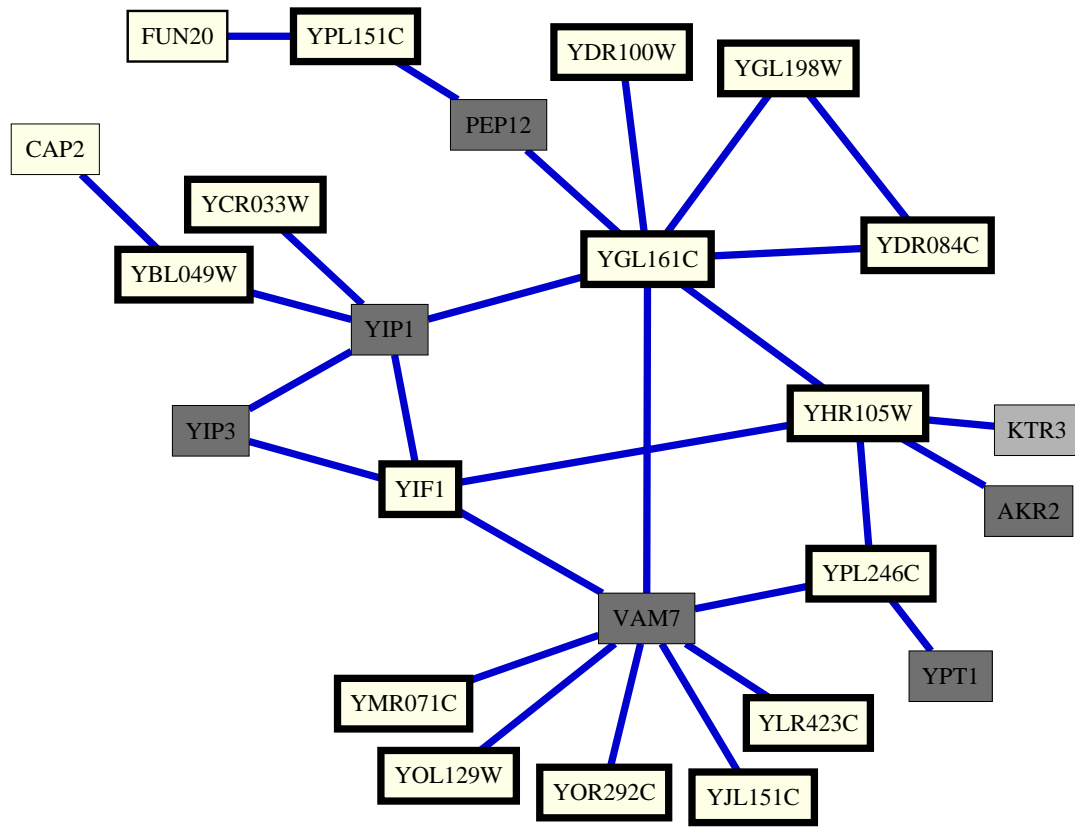 FUN20
YPL151C
YDR100W
YGL198W
PEP12
CAP2
YCR033W
YDR084C
YGL161C
YBL049W
YIP1
YHR105W
YIP3
KTR3
YIF1
AKR2
YPL246C
VAM7
YPT1
YMR071C
YLR423C
YOL129W
YOR292C
YJL151C